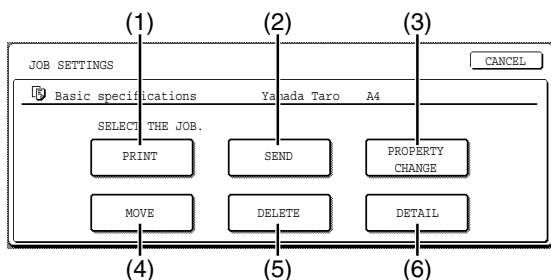 (1) (2) (3)
JOB SETTINGS CANCEL
Basic specifications Yamada Taro A4
SELECT THE JOB.
PRINT SEND PROPERTY
CHANGE
MOVE DELETE DETAIL
(4) (5) (6)